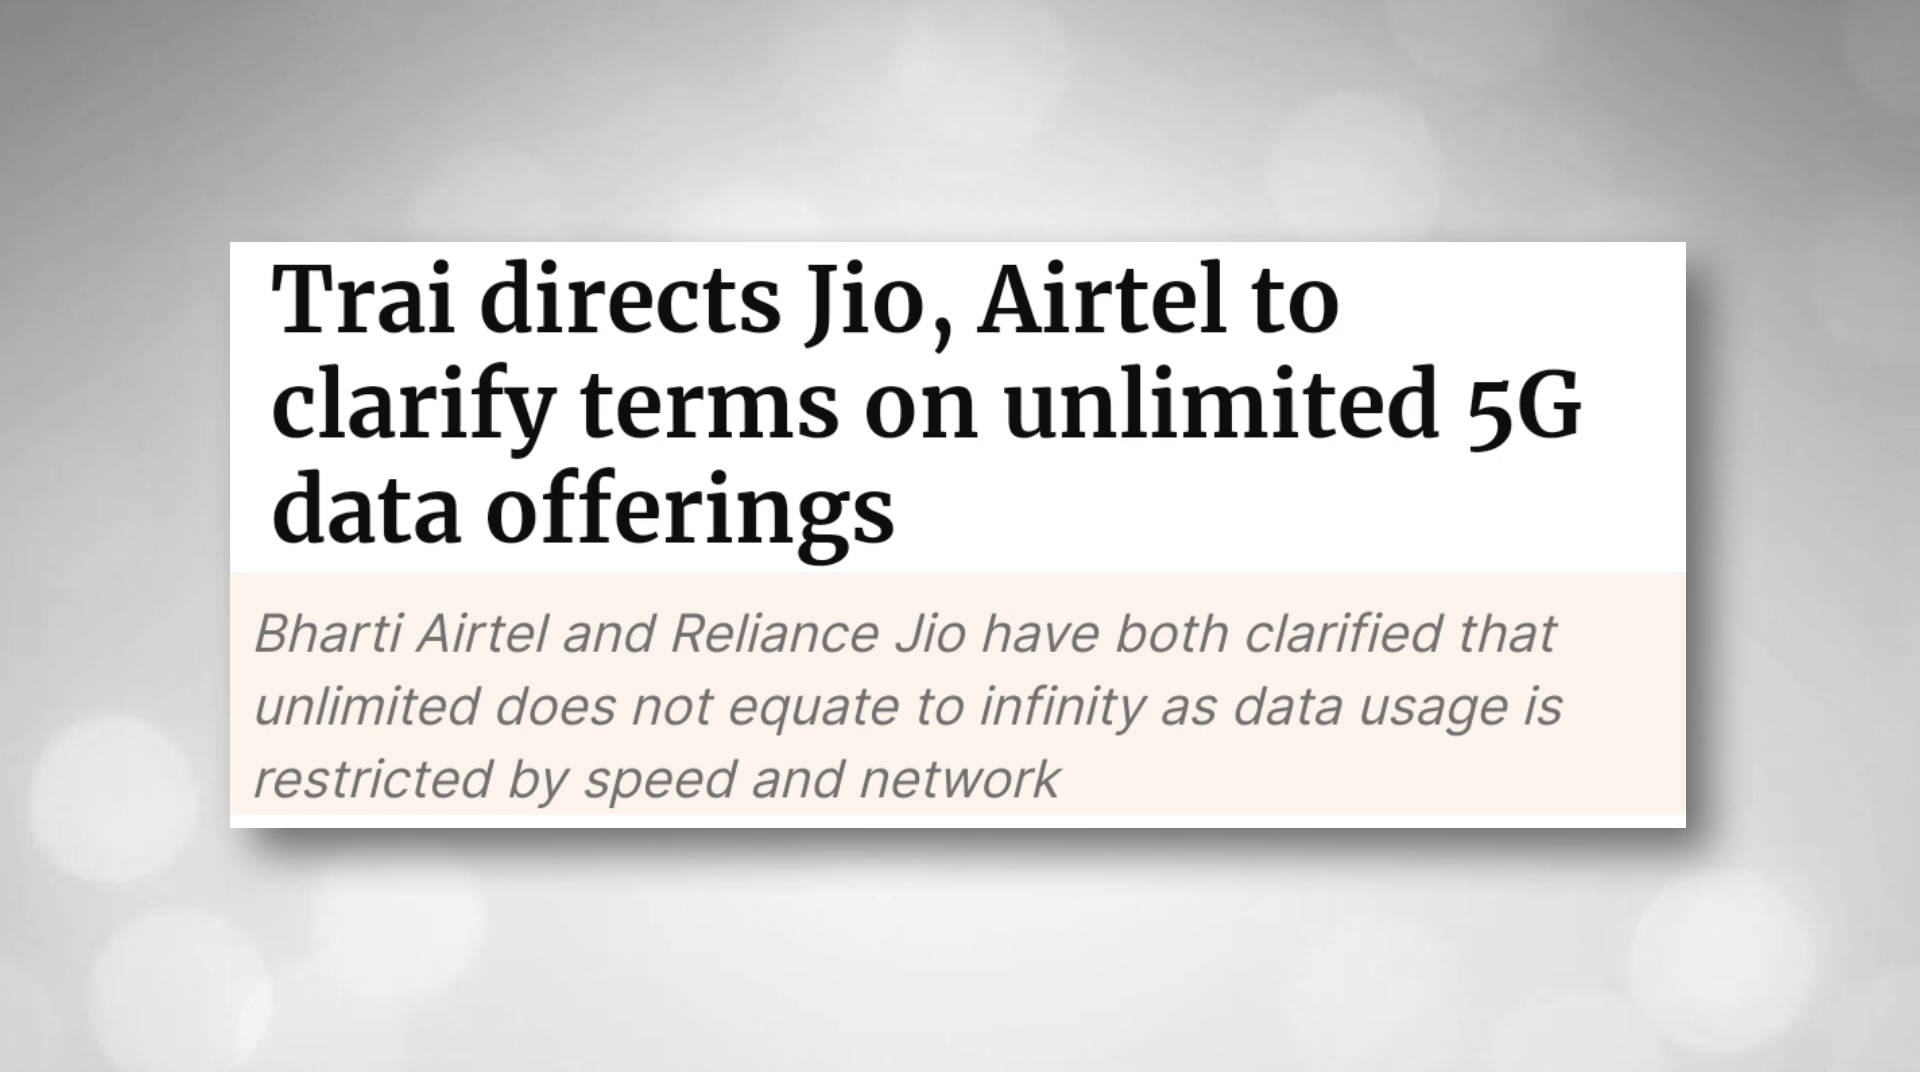 Trai directs Jio, Airtel to
clarify terms on unlimited 5G
data offerings
Bharti Airtel and Reliance Jio have both clarified that
unlimited does not equate to infinity as data usage is
restricted by speed and network